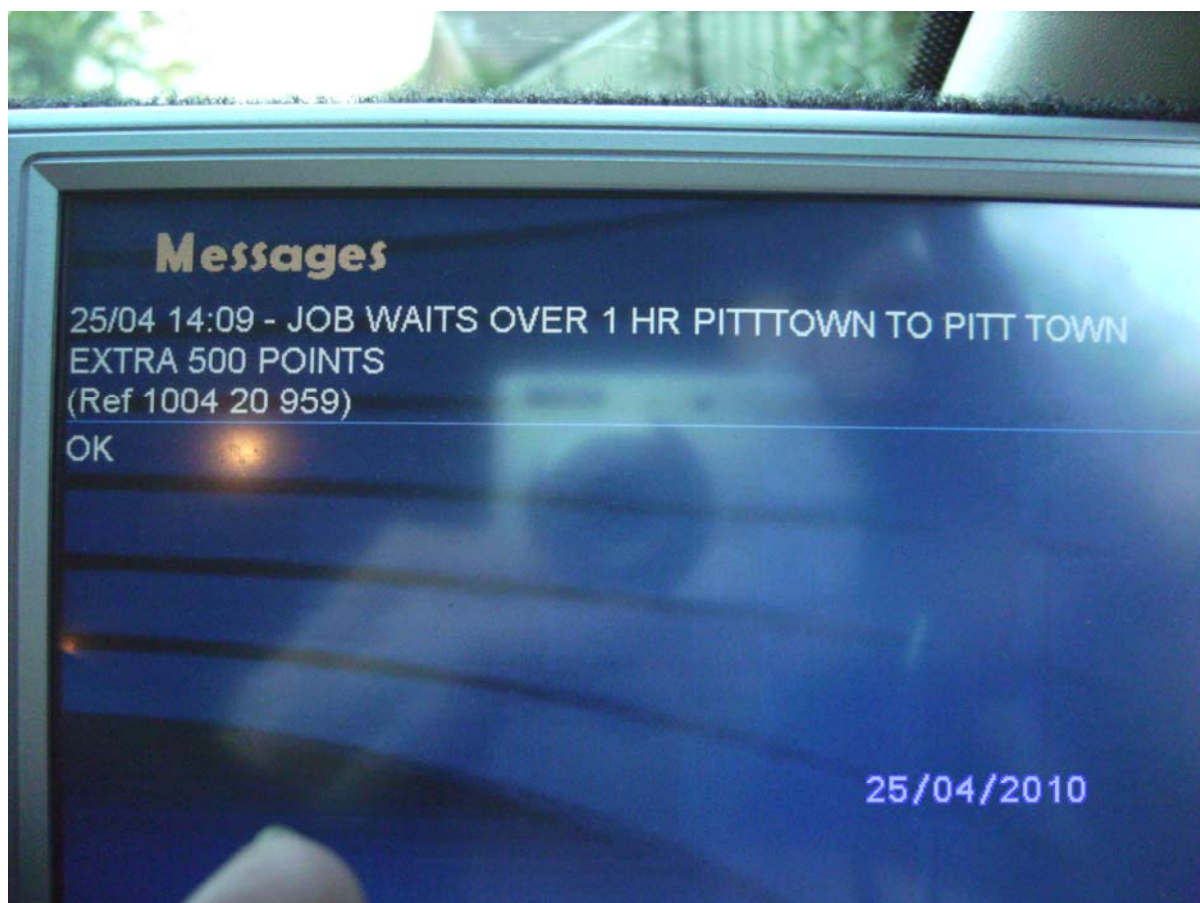 Messages
25/04 14:09 - JOB WAITS OVER 1 HR PITTTOWN TO PITT TOWN
EXTRA 500 POINTS
(Ref 1004 20 959)
OK
25/04/2010